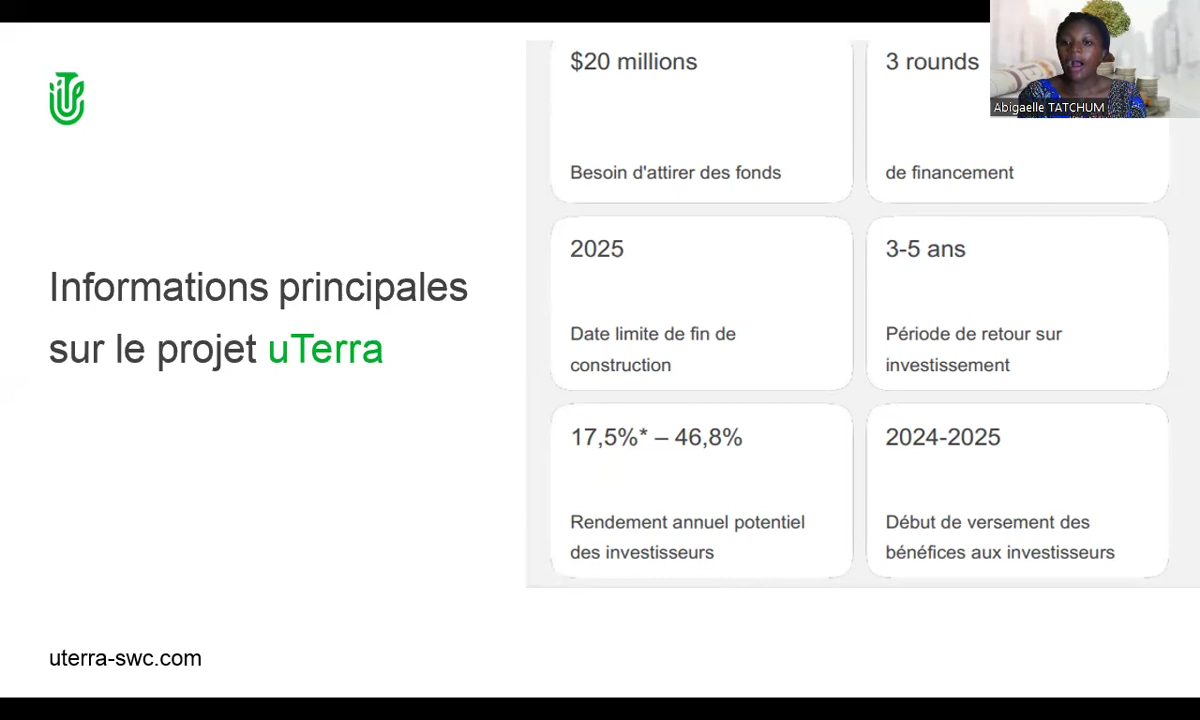 $20 millions
3 rounds
Abigaelle TATCHUM
Besoin d'attirer des fonds
de financement
Informations principales
sur le projet uTerra
2025
3-5 ans
Date limite de fin de
construction
Période de retour sur
investissement
17,5%* – 46,8%
2024-2025
Rendement annuel potentiel
des investisseurs
Début de versement des
bénéfices aux investisseurs
uterra-swc.com